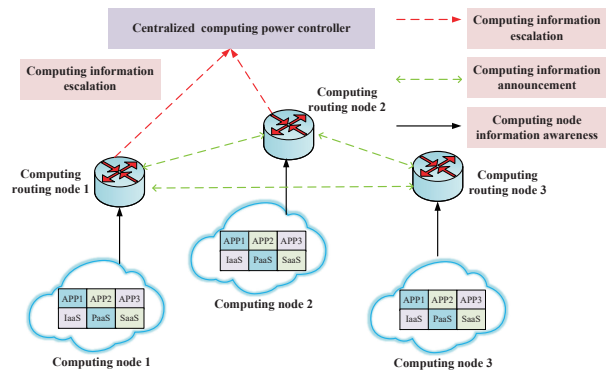 Centralized computing power controller
Computing information
escalation
Computing information
escalation
Computing information
announcement
Computing node
information awareness
Computing
routing node 2
Computing
routing node 1
Computing
routing node 3
APP1 APP2 APP3
IaaS PaaS SaaS
Computing node 2
APP1 APP2 APP3
IaaS PaaS SaaS
Computing node 1
APP1 APP2 APP3
IaaS PaaS SaaS
Computing node 3